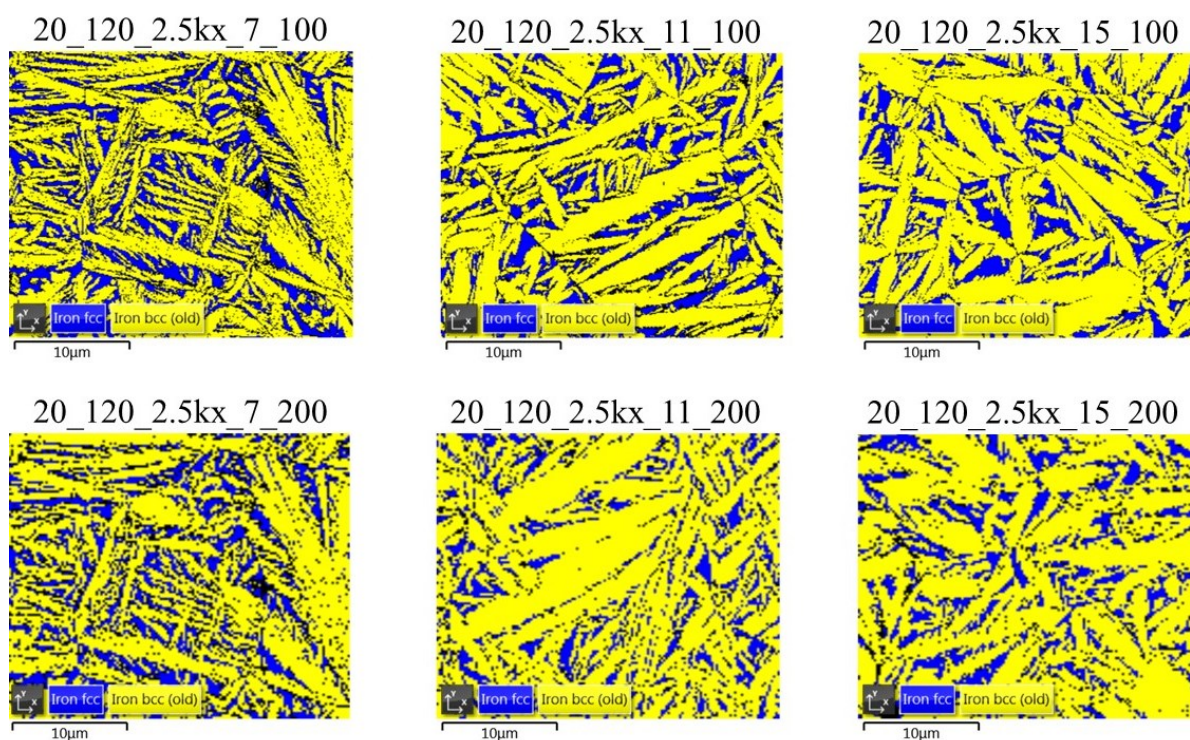 20_120_2.5kx_7_100
20_120_2.5kx_11_100
20_120_2.5kx_15_100
Y X Iron fcc Iron bcc (old)
10µm
Y X Iron fcc Iron bcc (old)
10µm
Y X Iron fcc Iron bcc (old)
10µm
20_120_2.5kx_7_200
20_120_2.5kx_11_200
20_120_2.5kx_15_200
Y X Iron fcc Iron bcc (old)
10µm
Y X Iron fcc Iron bcc (old)
10µm
Y X Iron fcc Iron bcc (old)
10µm